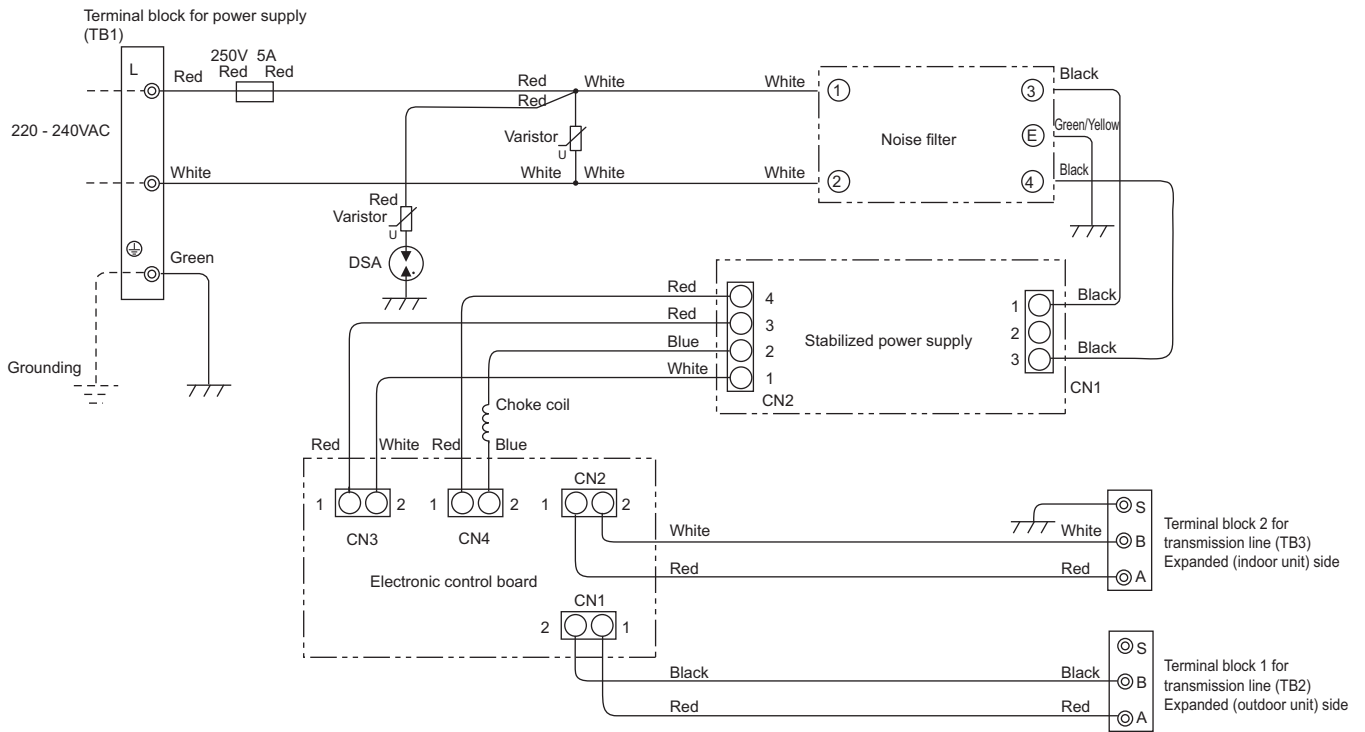 Terminal block for power supply
(TB1)
L
Red
250V 5A
Red Red
Red
White
White
Red
220 - 240VAC
Varistor
U
White
White White
White
1
2
Noise filter
3
E
4
Black
Green/Yellow
Black
Red
Varistor
U
DSA
Green
Grounding
Red
4
Red
3
Blue
2
White
1
CN2
Stabilized power supply
1
2
3
Black
Black
CN1
Choke coil
Red
White
Red
Blue
1
2
CN3
1
2
CN4
CN2
1
2
Electronic control board
CN1
2
1
White
White
Red
Red
S
B
A
Terminal block 2 for
transmission line (TB3)
Expanded (indoor unit) side
Black
Black
Red
Red
S
B
A
Terminal block 1 for
transmission line (TB2)
Expanded (outdoor unit) side